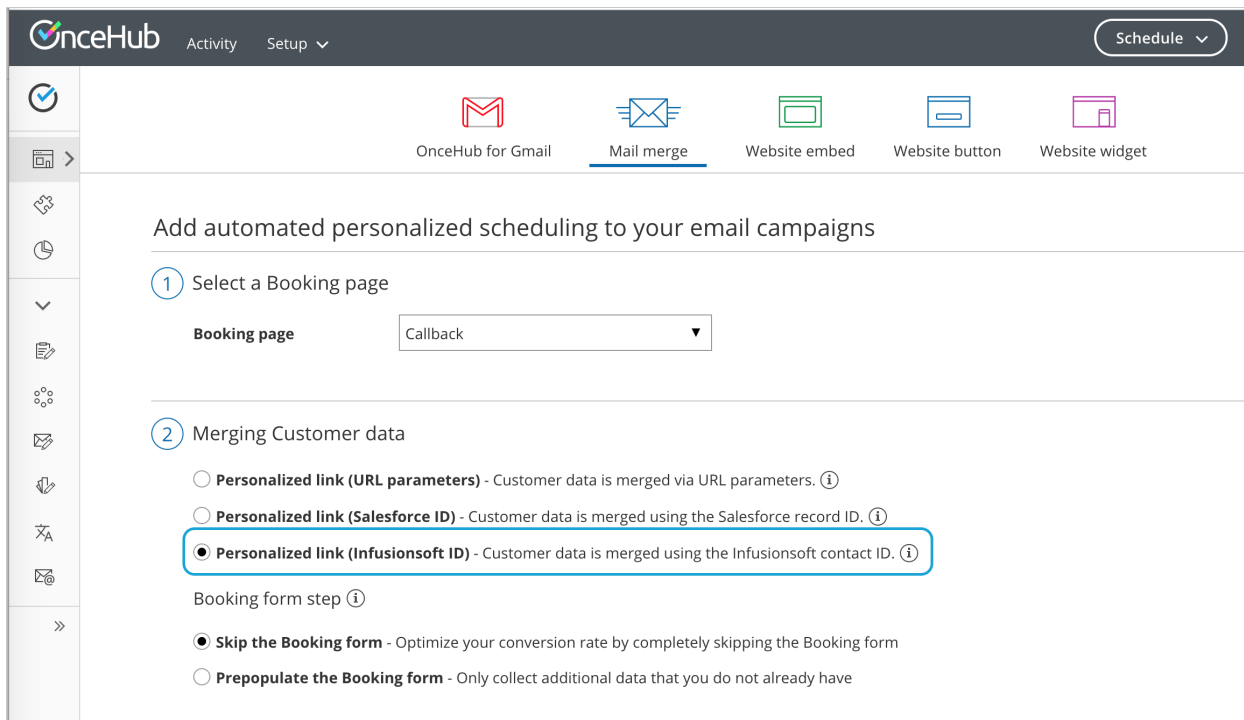 OnceHub Activity Setup Schedule
OnceHub for Gmail Mail merge Website embed Website button Website widget
Add automated personalized scheduling to your email campaigns
1 Select a Booking page
Booking page Callback
2 Merging Customer data
Personalized link (URL parameters) - Customer data is merged via URL parameters.
Personalized link (Salesforce ID) - Customer data is merged using the Salesforce record ID.
Personalized link (Infusionsoft ID) - Customer data is merged using the Infusionsoft contact ID.
Booking form step
Skip the Booking form - Optimize your conversion rate by completely skipping the Booking form
Prepopulate the Booking form - Only collect additional data that you do not already have